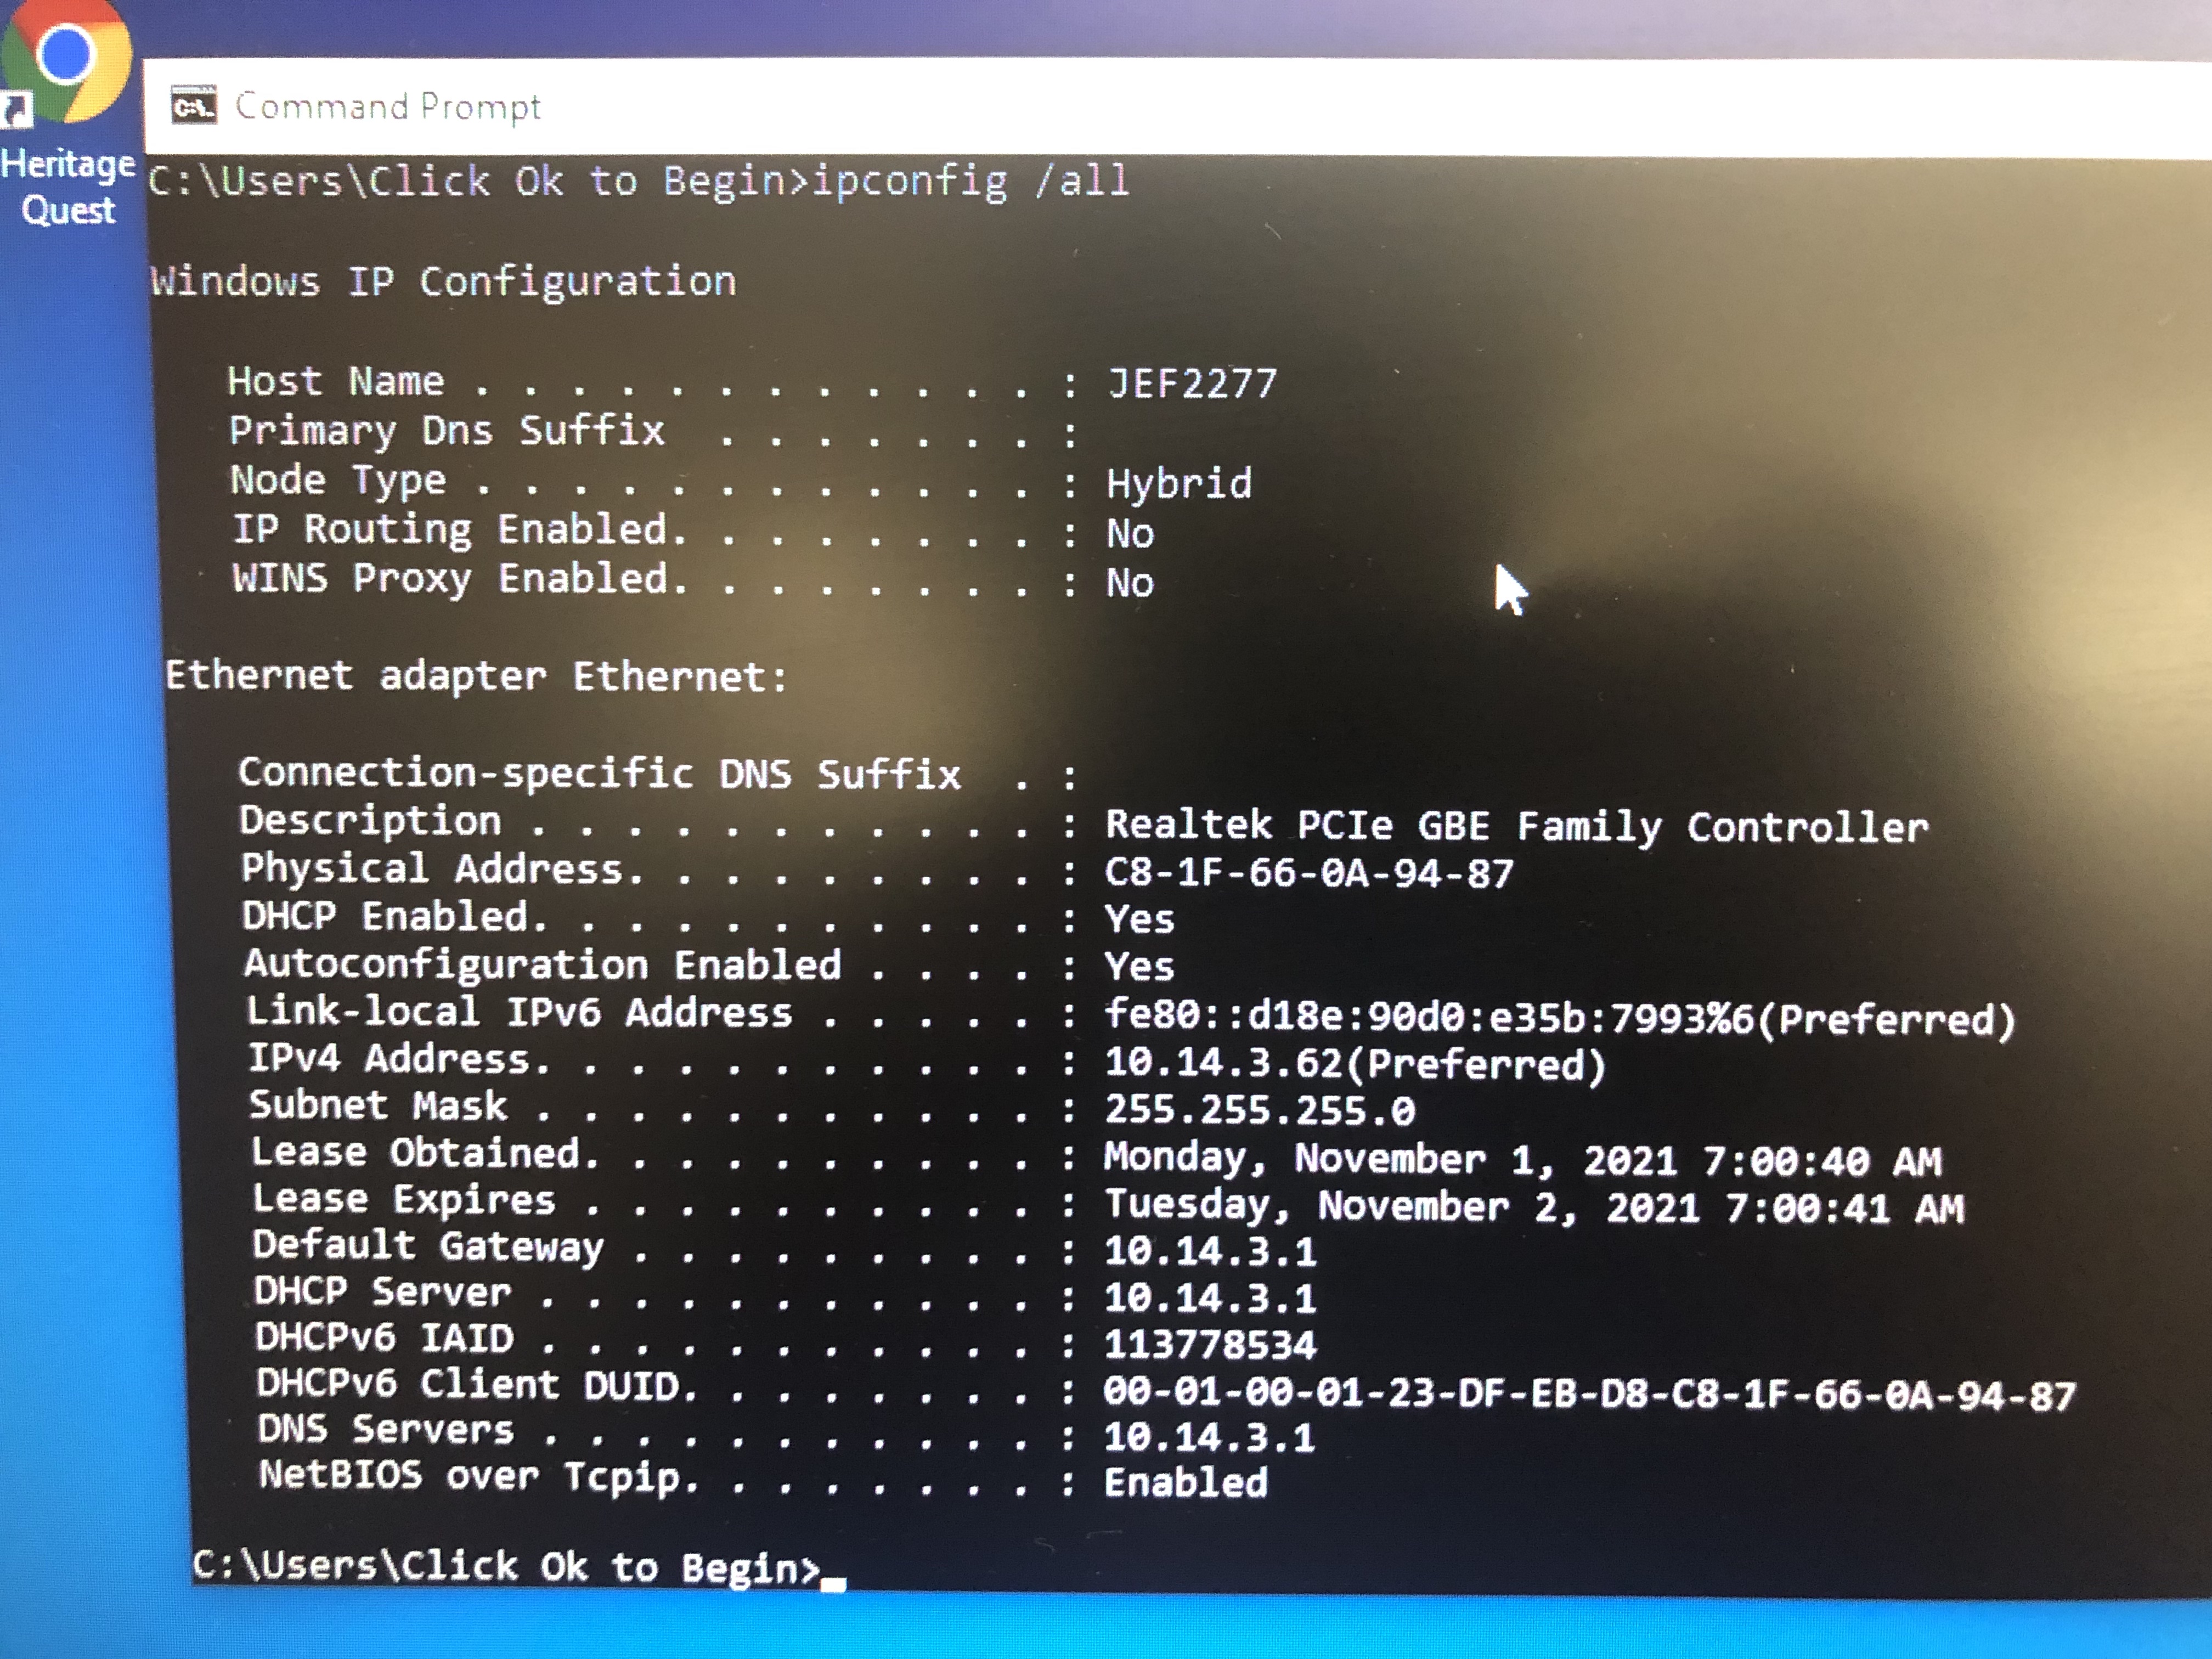 Heritage
Quest
Command Prompt
C:\Users\Click Ok to Begin>ipconfig /all
Windows IP Configuration
Host Name . . . . . . . . . . . . : JEF2277
Primary Dns Suffix  . . . . . . . :
Node Type . . . . . . . . . . . . : Hybrid
IP Routing Enabled. . . . . . . . : No
WINS Proxy Enabled. . . . . . . . : No
Ethernet adapter Ethernet:
Connection-specific DNS Suffix  . :
Description . . . . . . . . . . . : Realtek PCIe GBE Family Controller
Physical Address. . . . . . . . . : C8-1F-66-0A-94-87
DHCP Enabled. . . . . . . . . . . : Yes
Autoconfiguration Enabled . . . . : Yes
Link-local IPv6 Address . . . . . : fe80::d18e:90d0:e35b:7993%6(Preferred)
IPv4 Address. . . . . . . . . . . : 10.14.3.62(Preferred)
Subnet Mask . . . . . . . . . . . : 255.255.255.0
Lease Obtained. . . . . . . . . . : Monday, November 1, 2021 7:00:40 AM
Lease Expires . . . . . . . . . . : Tuesday, November 2, 2021 7:00:41 AM
Default Gateway . . . . . . . . . : 10.14.3.1
DHCP Server . . . . . . . . . . . : 10.14.3.1
DHCPv6 IAID . . . . . . . . . . . : 113778534
DHCPv6 Client DUID. . . . . . . . : 00-01-00-01-23-DF-EB-D8-C8-1F-66-0A-94-87
DNS Servers . . . . . . . . . . . : 10.14.3.1
NetBIOS over Tcpip. . . . . . . . : Enabled
C:\Users\Click Ok to Begin>_